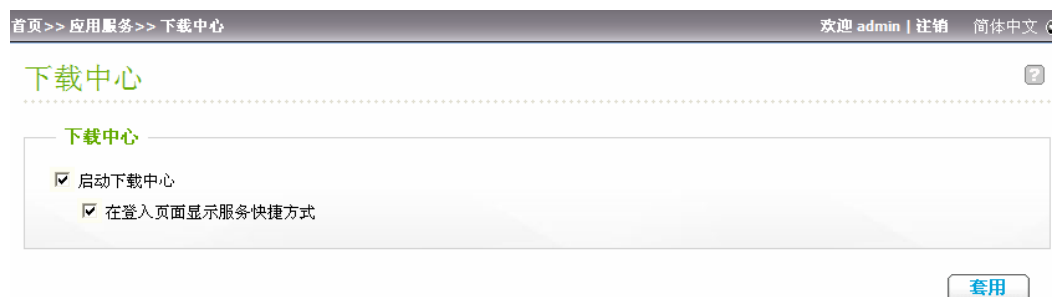 首页>> 应用服务>> 下载中心 欢迎 admin | 注销 简体中文
下载中心
?
下载中心
启动下载中心
在登入页面显示服务快捷方式
套用